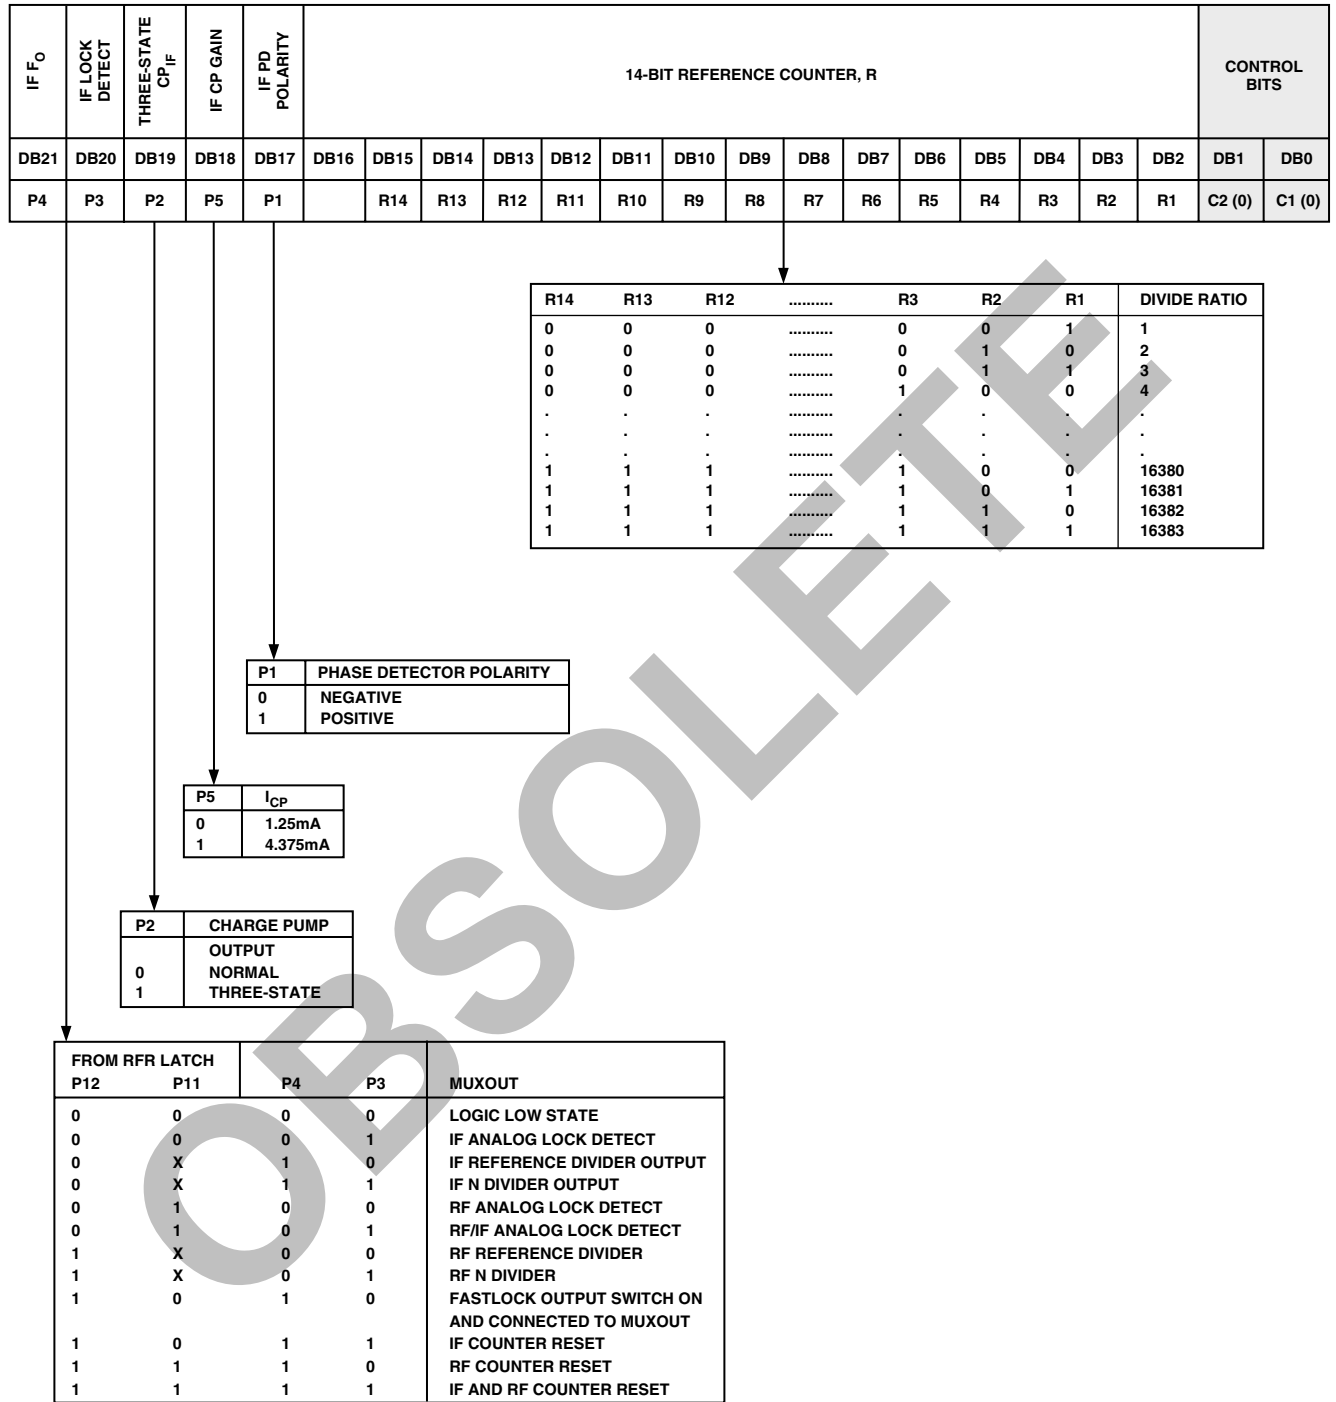 IF FO
IF LOCK DETECT
THREE-STATE CPIF
IF CP GAIN
IF PD POLARITY
14-BIT REFERENCE COUNTER, R
CONTROL BITS
DB21 DB20 DB19 DB18 DB17 DB16 DB15 DB14 DB13 DB12 DB11 DB10 DB9 DB8 DB7 DB6 DB5 DB4 DB3 DB2 DB1 DB0
P4 P3 P2 P5 P1 R14 R13 R12 R11 R10 R9 R8 R7 R6 R5 R4 R3 R2 R1 C2 (0) C1 (0)
R14 R13 R12 .......... R3 R2 R1 DIVIDE RATIO
0 0 0 .......... 0 0 1 1
0 0 0 .......... 0 1 0 2
0 0 0 .......... 0 1 1 3
0 0 0 .......... 1 0 0 4
. . . .......... . . . .
. . . .......... . . . .
. . . .......... . . . .
1 1 1 .......... 1 0 0 16380
1 1 1 .......... 1 0 1 16381
1 1 1 .......... 1 1 0 16382
1 1 1 .......... 1 1 1 16383
P1 PHASE DETECTOR POLARITY
0 NEGATIVE
1 POSITIVE
P5 ICP
0 1.25mA
1 4.375mA
P2 CHARGE PUMP
OUTPUT
0 NORMAL
1 THREE-STATE
FROM RFR LATCH
P12 P11 P4 P3 MUXOUT
0 0 0 0 LOGIC LOW STATE
0 0 0 1 IF ANALOG LOCK DETECT
0 X 1 0 IF REFERENCE DIVIDER OUTPUT
0 X 1 1 IF N DIVIDER OUTPUT
0 1 0 0 RF ANALOG LOCK DETECT
0 1 0 1 RF/IF ANALOG LOCK DETECT
1 X 0 0 RF REFERENCE DIVIDER
1 X 0 1 RF N DIVIDER
1 0 1 0 FASTLOCK OUTPUT SWITCH ON
AND CONNECTED TO MUXOUT
1 0 1 1 IF COUNTER RESET
1 1 1 0 RF COUNTER RESET
1 1 1 1 IF AND RF COUNTER RESET
OBSOLETE